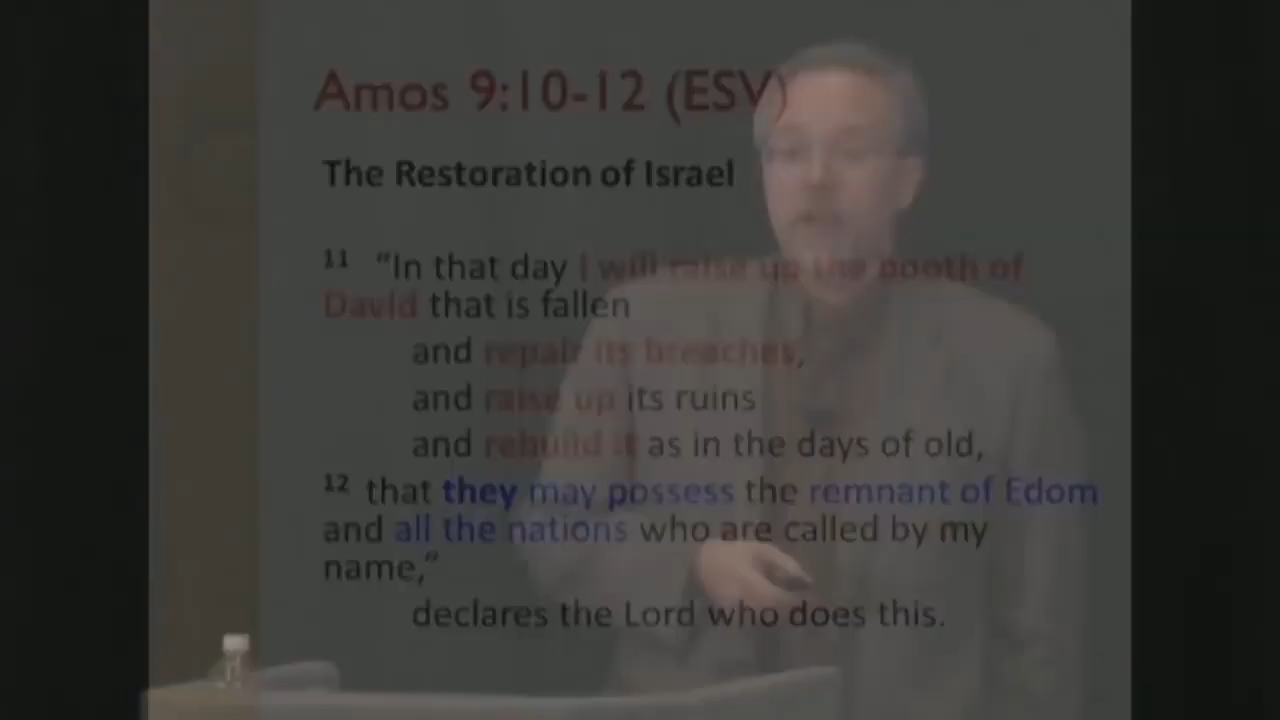 Amos 9:10-12 (ESV)
The Restoration of Israel
11 “In that day I will raise up the booth of
David that is fallen
and repair its breaches,
and raise up its ruins
and rebuild it as in the days of old,
12 that they may possess the remnant of Edom
and all the nations who are called by my
name,”
declares the Lord who does this.